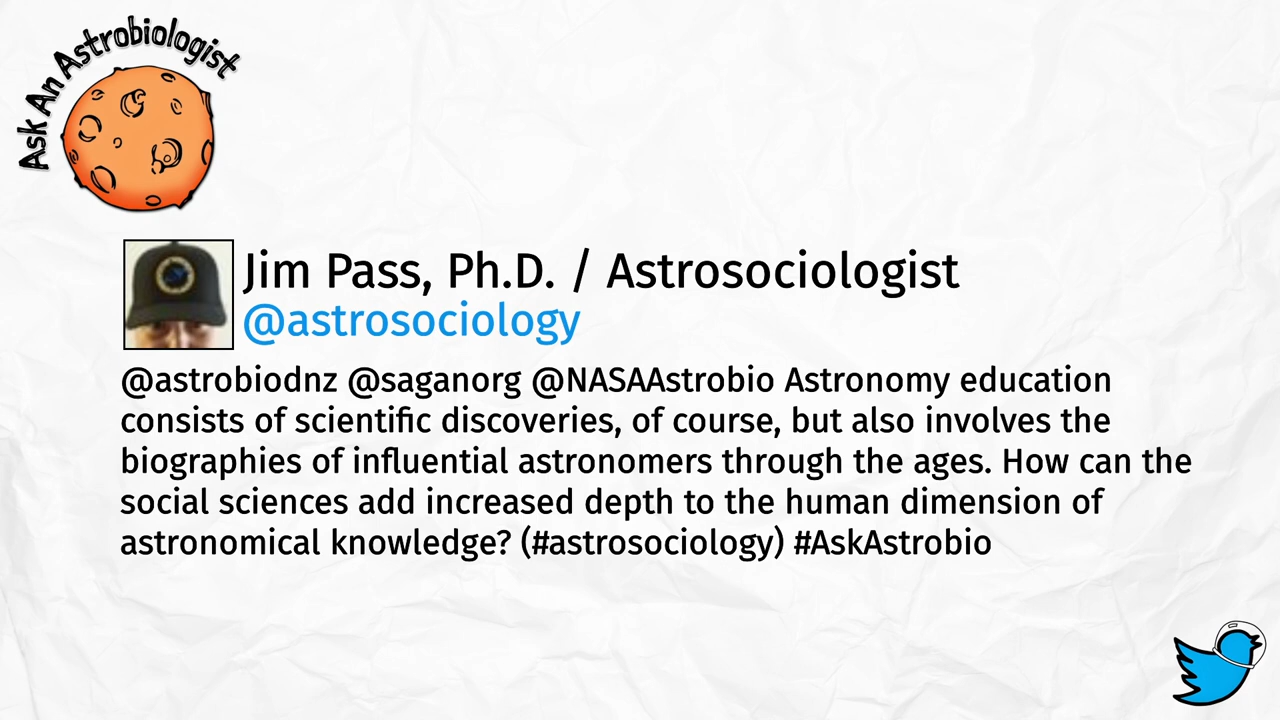 Ask An Astrobiologist
Jim Pass, Ph.D. / Astrosociologist
@astrosociology
@astrobiodnz @saganorg @NASAAstrobio Astronomy education
consists of scientific discoveries, of course, but also involves the
biographies of influential astronomers through the ages. How can the
social sciences add increased depth to the human dimension of
astronomical knowledge? (#astrosociology) #AskAstrobio